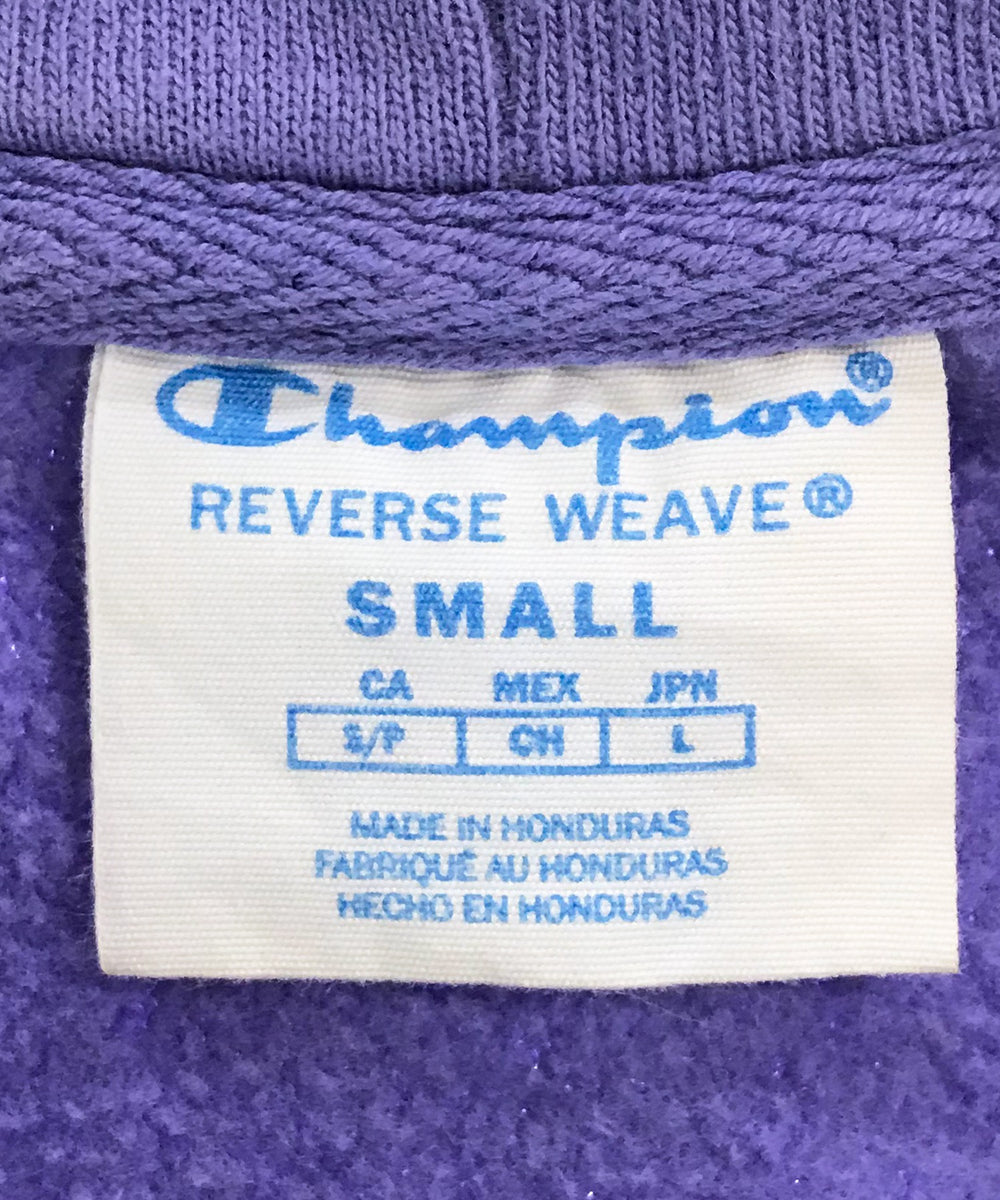 Champion®
REVERSE WEAVE®
SMALL
CA MEX JPN
S/P CH L
MADE IN HONDURAS
FABRIQUÉ AU HONDURAS
HECHO EN HONDURAS